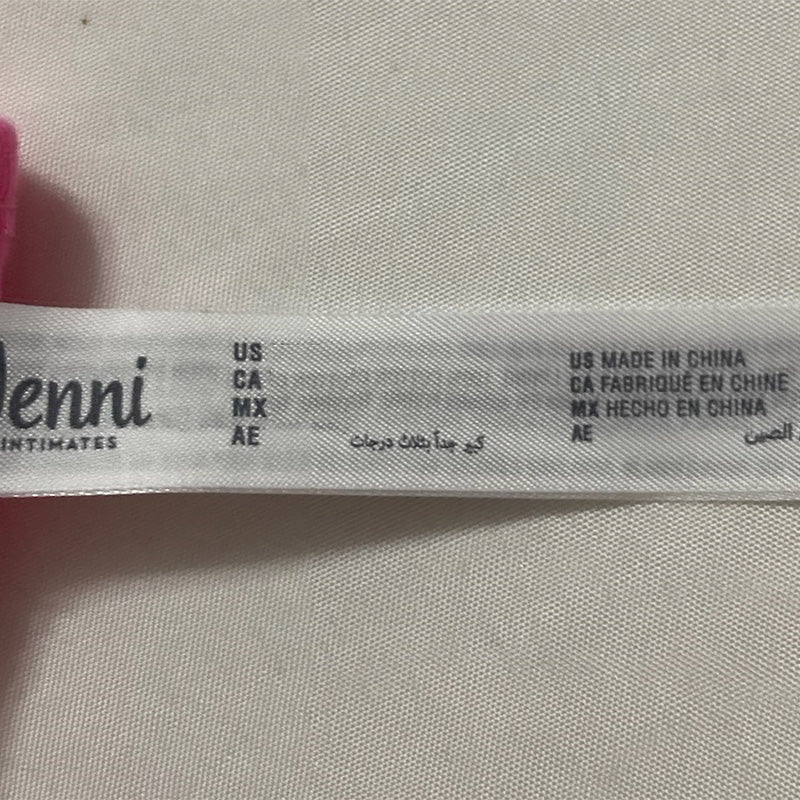 Jenni
INTIMATES
US
CA
MX
AE كبير جداً بثلاث درجات
US MADE IN CHINA
CA FABRIQUÉ EN CHINE
MX HECHO EN CHINA
AE الصين